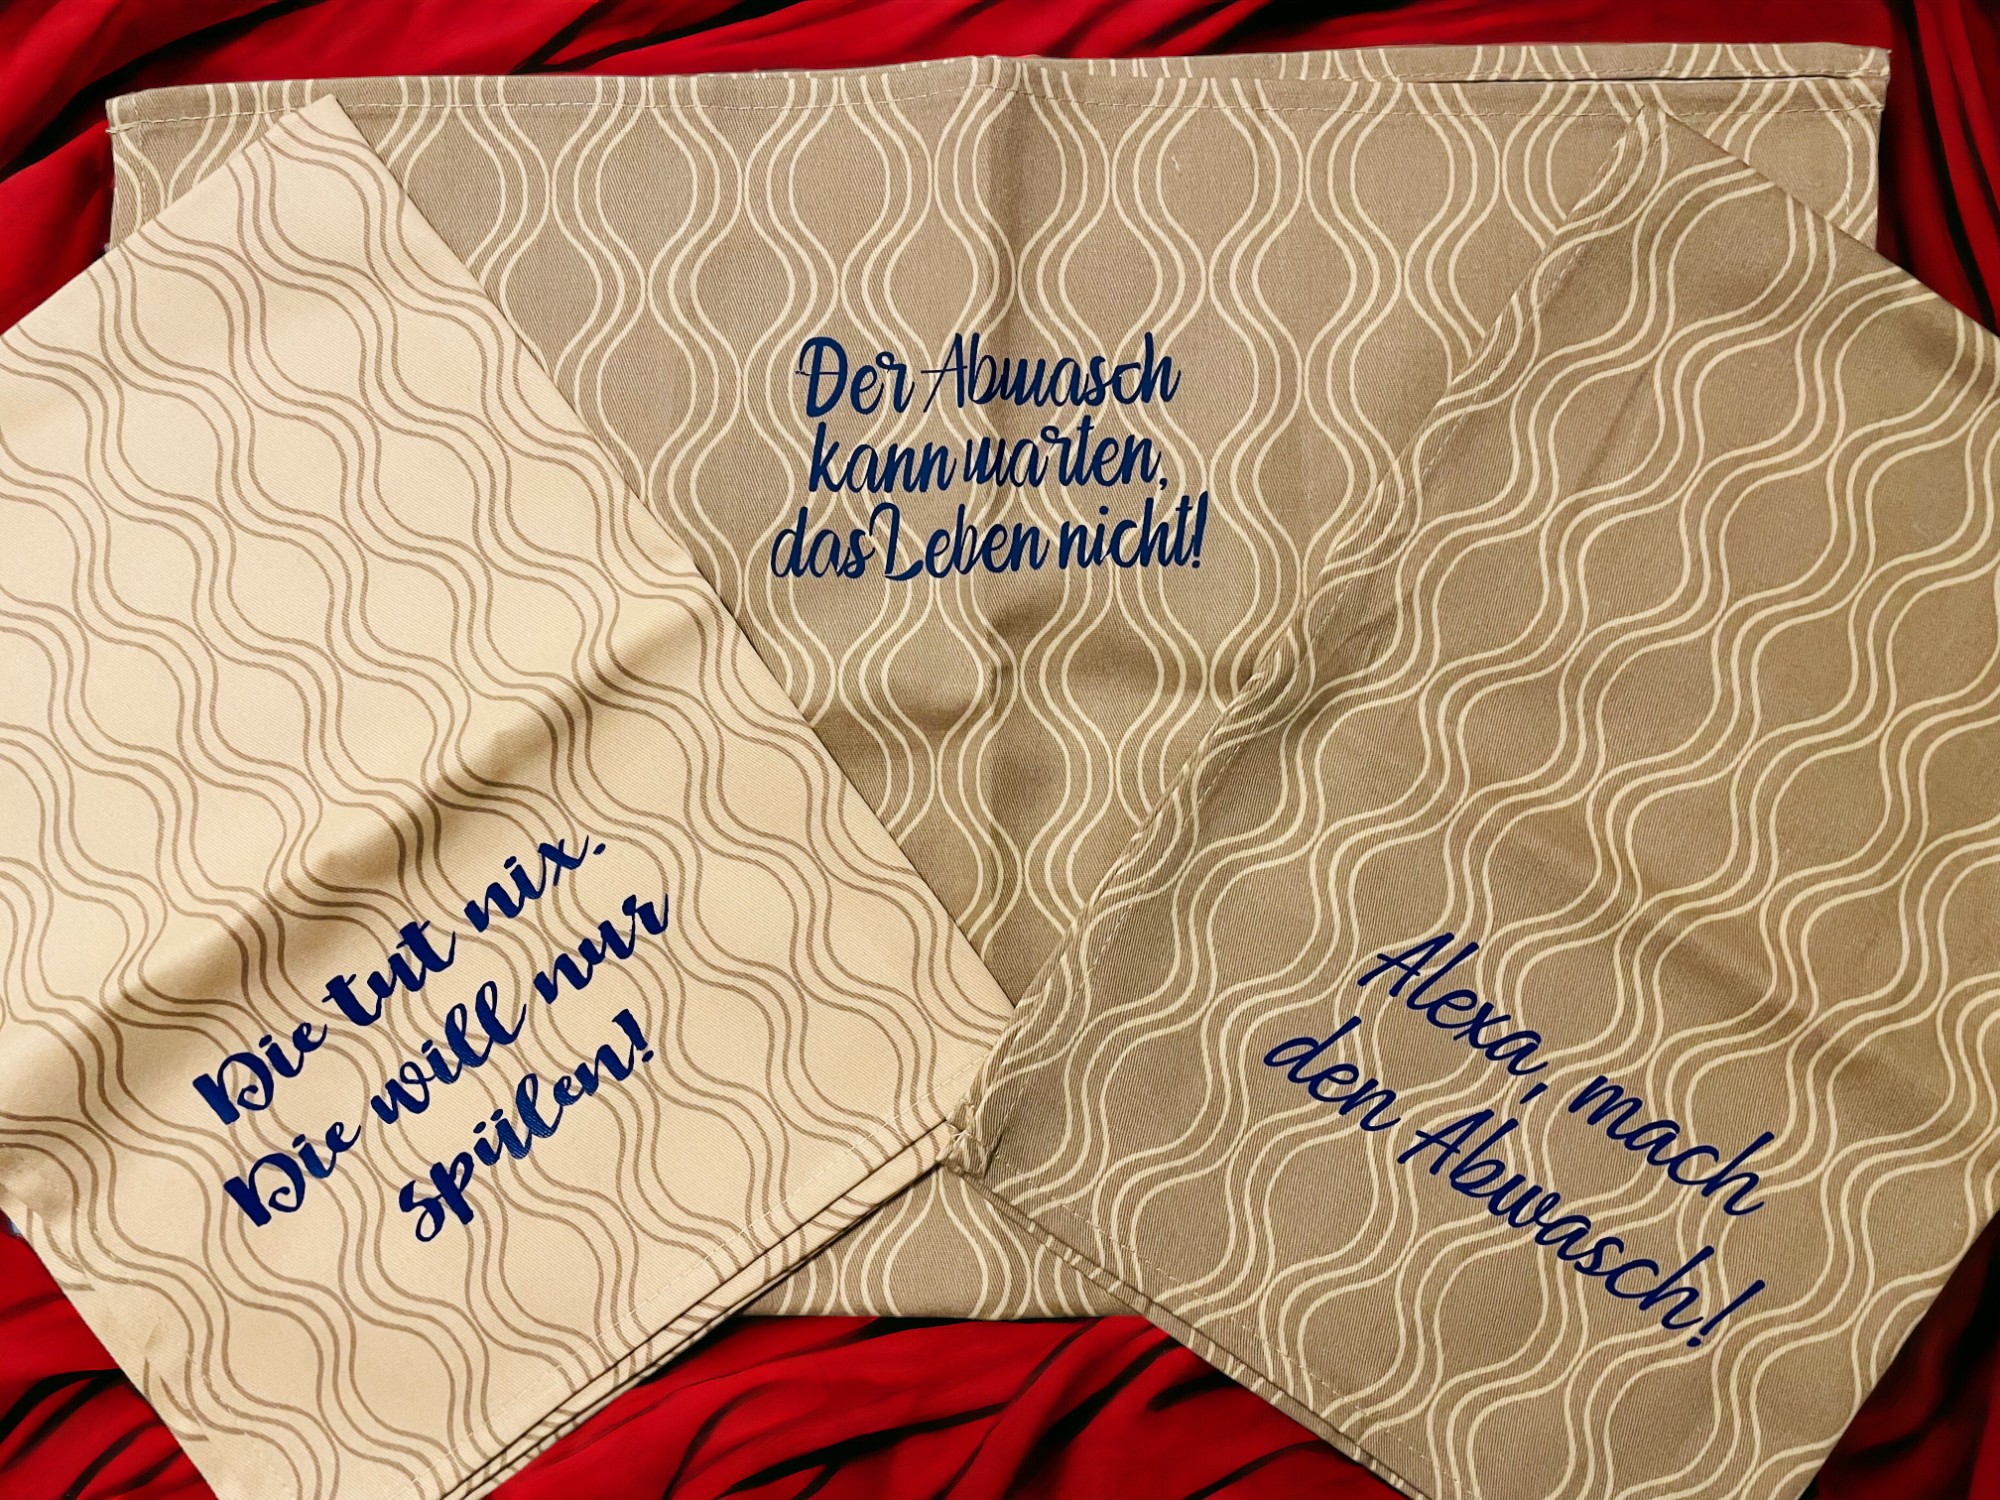 Der Abwasch
kann warten,
das Leben nicht!
Die tut nix.
Die will nur
spülen!
Alexa, mach
den Abwasch!